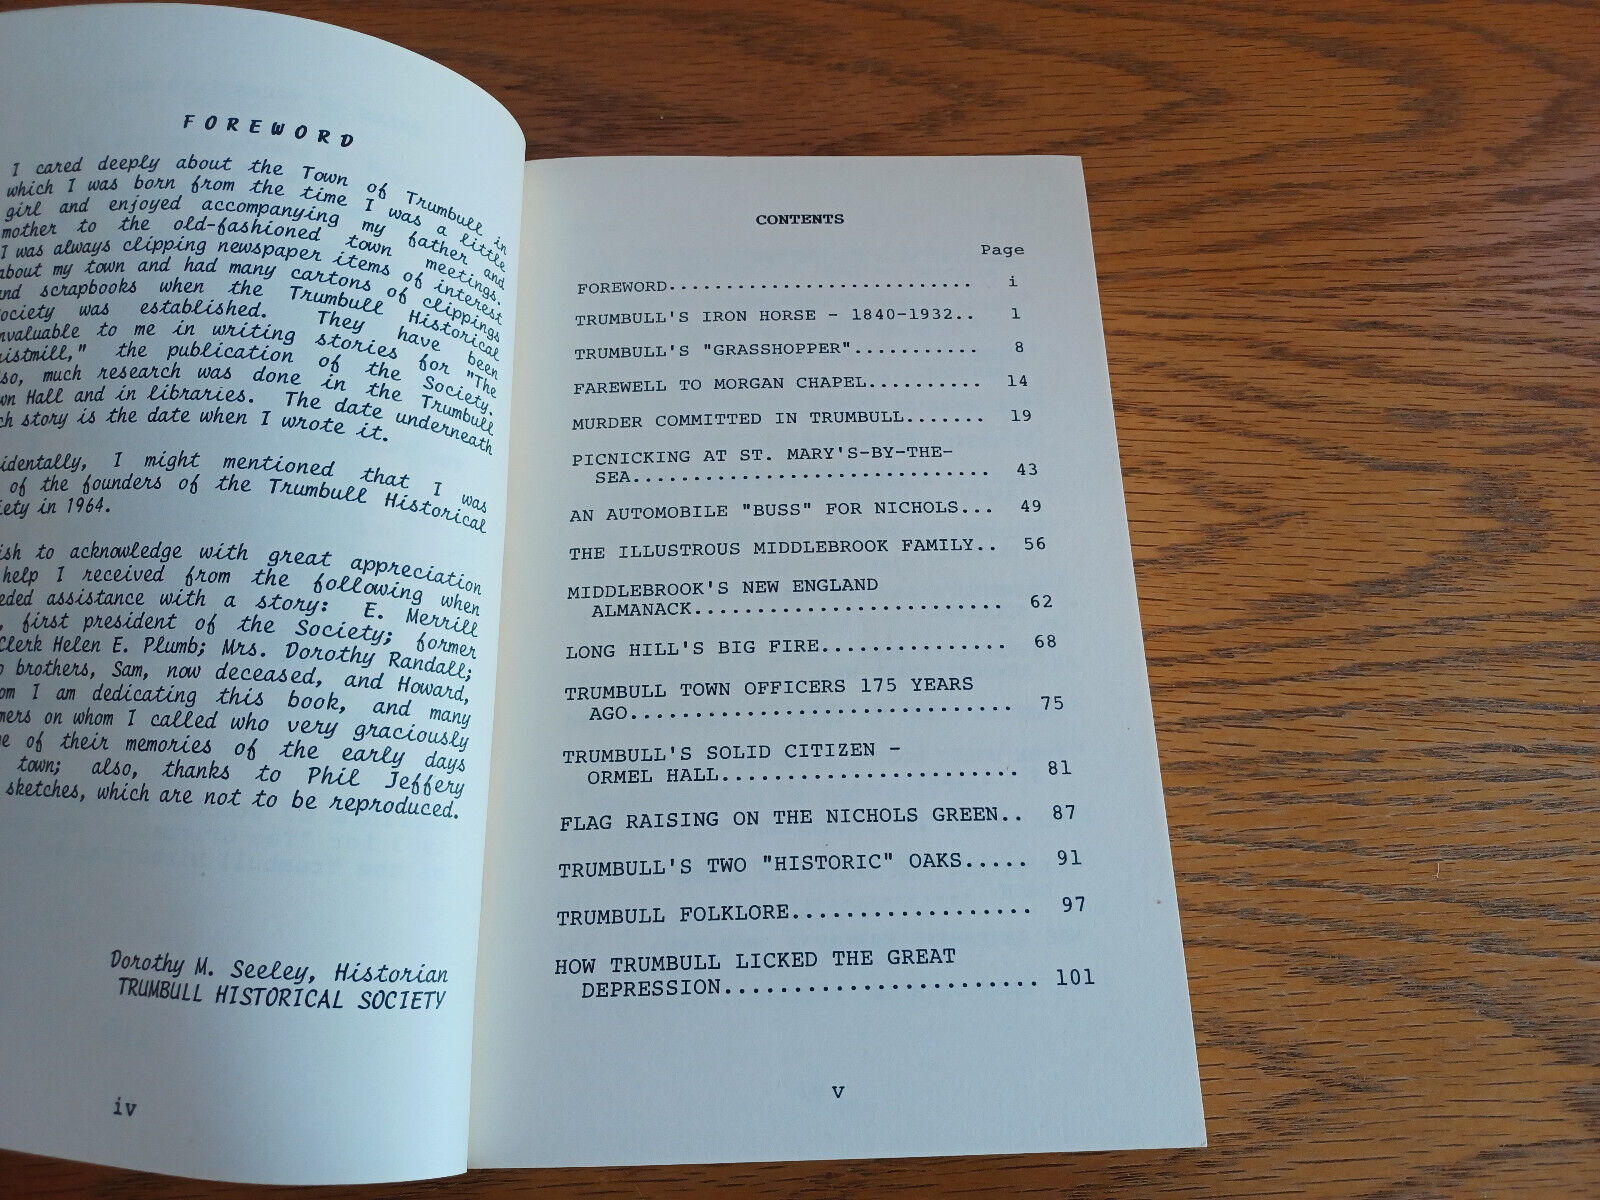 FOREWORD
I cared deeply about the Town of Trumbull in
which I was born from the time I was a little
girl and enjoyed accompanying my father and
mother to the old-fashioned town meetings.
I was always clipping newspaper items of interest
about my town and had many cartons of clippings
and scrapbooks when the Trumbull Historical
Society was established. They have been
invaluable to me in writing stories for "The
istmill," the publication of the Society.
so, much research was done in the Trumbull
wn Hall and in libraries. The date underneath
ch story is the date when I wrote it.
identally, I might mentioned that I was
of the founders of the Trumbull Historical
iety in 1964.
ish to acknowledge with great appreciation
help I received from the following when
eded assistance with a story: E. Merrill
, first president of the Society; former
Clerk Helen E. Plumb; Mrs. Dorothy Randall;
o brothers, Sam, now deceased, and Howard,
om I am dedicating this book, and many
mers on whom I called who very graciously
e of their memories of the early days
town; also, thanks to Phil Jeffery
sketches, which are not to be reproduced.
Dorothy M. Seeley, Historian
TRUMBULL HISTORICAL SOCIETY
iv
CONTENTS
Page
FOREWORD........................... i
TRUMBULL'S IRON HORSE - 1840-1932.. 1
TRUMBULL'S "GRASSHOPPER"........... 8
FAREWELL TO MORGAN CHAPEL.......... 14
MURDER COMMITTED IN TRUMBULL....... 19
PICNICKING AT ST. MARY'S-BY-THE-
SEA.............................. 43
AN AUTOMOBILE "BUSS" FOR NICHOLS... 49
THE ILLUSTROUS MIDDLEBROOK FAMILY.. 56
MIDDLEBROOK'S NEW ENGLAND
ALMANACK......................... 62
LONG HILL'S BIG FIRE............... 68
TRUMBULL TOWN OFFICERS 175 YEARS
AGO.............................. 75
TRUMBULL'S SOLID CITIZEN -
ORMEL HALL....................... 81
FLAG RAISING ON THE NICHOLS GREEN.. 87
TRUMBULL'S TWO "HISTORIC" OAKS..... 91
TRUMBULL FOLKLORE.................. 97
HOW TRUMBULL LICKED THE GREAT
DEPRESSION....................... 101
v